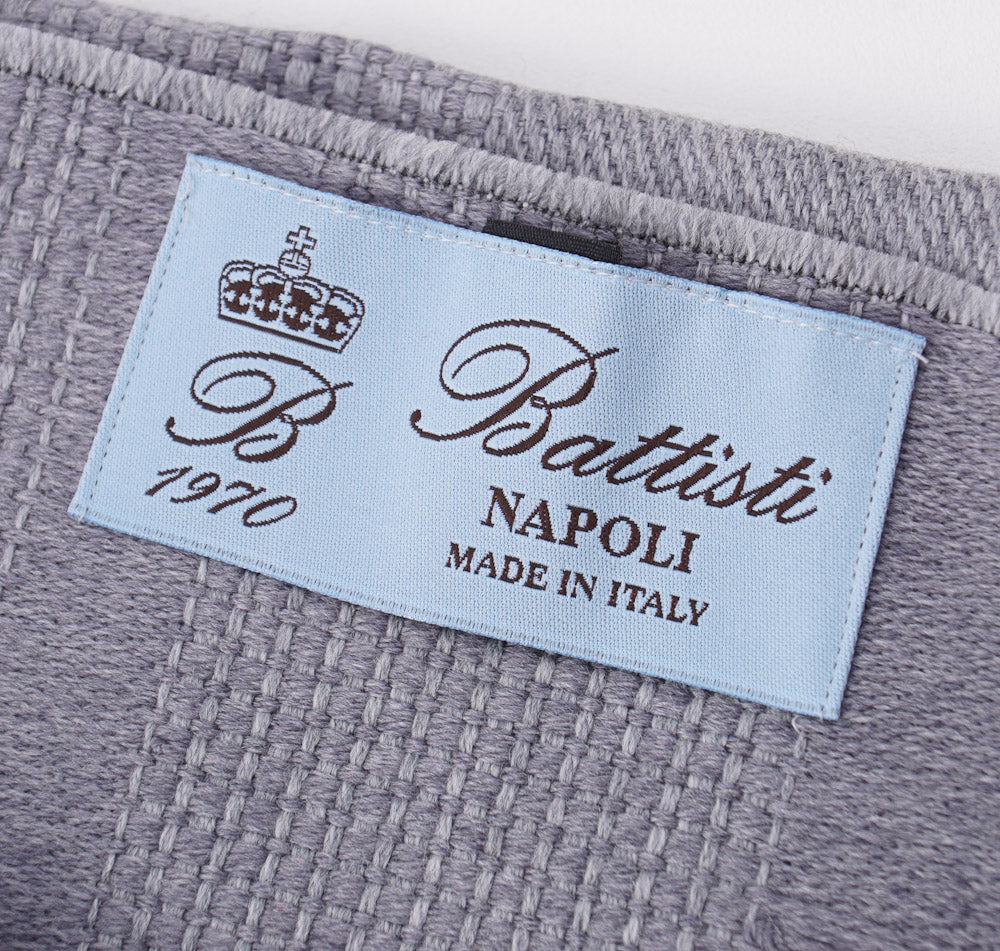 B
1970
Battisti
NAPOLI
MADE IN ITALY